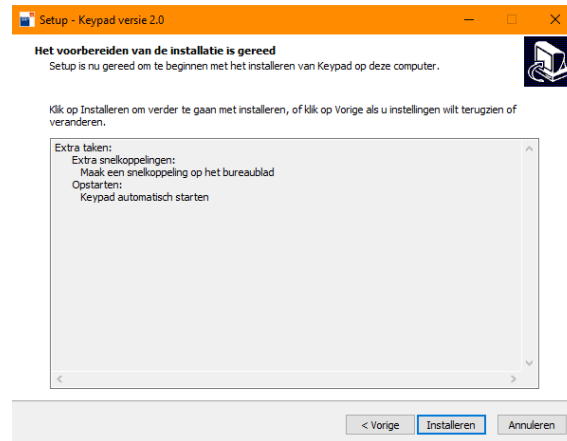 Setup - Keypad versie 2.0
Het voorbereiden van de installatie is gereed
Setup is nu gereed om te beginnen met het installeren van Keypad op deze computer.
Klik op Installeren om verder te gaan met installeren, of klik op Vorige als u instellingen wilt terugzien of
veranderen.
Extra taken:
Extra snelkoppelingen:
Maak een snelkoppeling op het bureaublad
Opstarten:
Keypad automatisch starten
< Vorige
Installeren
Annuleren